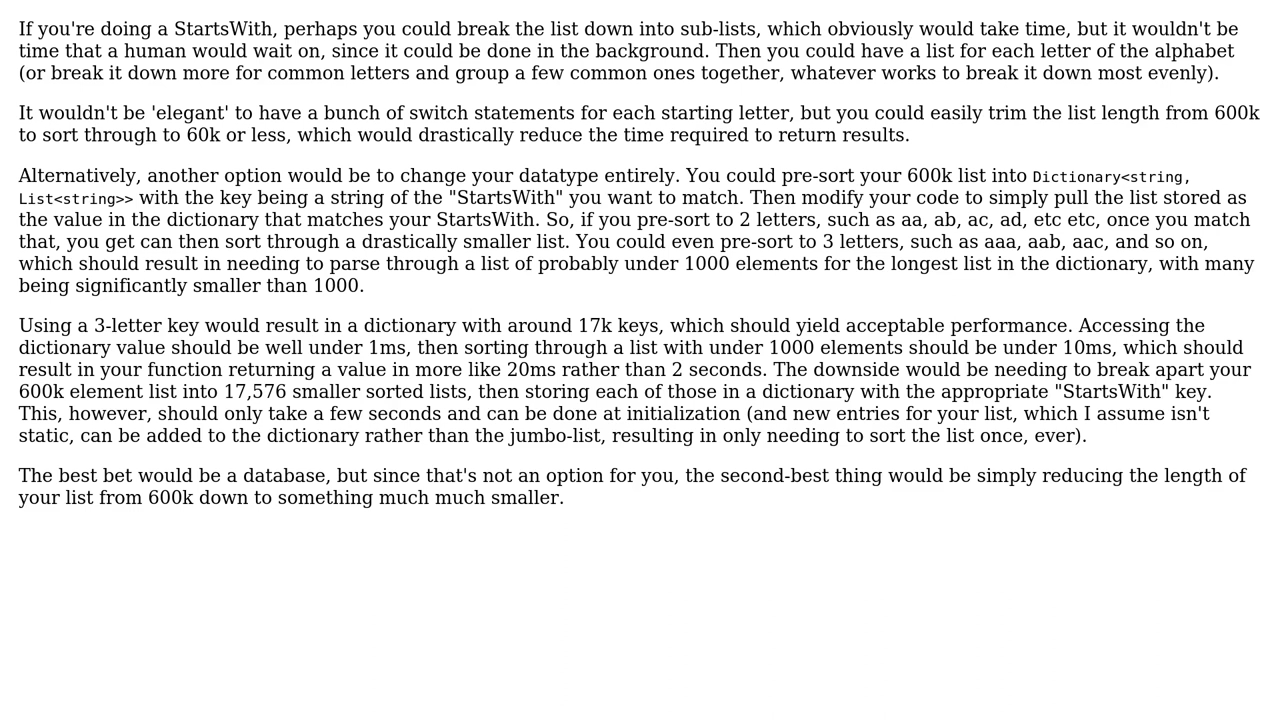 If you're doing a StartsWith, perhaps you could break the list down into sub-lists, which obviously would take time, but it wouldn't be
time that a human would wait on, since it could be done in the background. Then you could have a list for each letter of the alphabet
(or break it down more for common letters and group a few common ones together, whatever works to break it down most evenly).
It wouldn't be 'elegant' to have a bunch of switch statements for each starting letter, but you could easily trim the list length from 600k
to sort through to 60k or less, which would drastically reduce the time required to return results.
Alternatively, another option would be to change your datatype entirely. You could pre-sort your 600k list into Dictionary<string,
List<string>> with the key being a string of the "StartsWith" you want to match. Then modify your code to simply pull the list stored as
the value in the dictionary that matches your StartsWith. So, if you pre-sort to 2 letters, such as aa, ab, ac, ad, etc etc, once you match
that, you get can then sort through a drastically smaller list. You could even pre-sort to 3 letters, such as aaa, aab, aac, and so on,
which should result in needing to parse through a list of probably under 1000 elements for the longest list in the dictionary, with many
being significantly smaller than 1000.
Using a 3-letter key would result in a dictionary with around 17k keys, which should yield acceptable performance. Accessing the
dictionary value should be well under 1ms, then sorting through a list with under 1000 elements should be under 10ms, which should
result in your function returning a value in more like 20ms rather than 2 seconds. The downside would be needing to break apart your
600k element list into 17,576 smaller sorted lists, then storing each of those in a dictionary with the appropriate "StartsWith" key.
This, however, should only take a few seconds and can be done at initialization (and new entries for your list, which I assume isn't
static, can be added to the dictionary rather than the jumbo-list, resulting in only needing to sort the list once, ever).
The best bet would be a database, but since that's not an option for you, the second-best thing would be simply reducing the length of
your list from 600k down to something much much smaller.